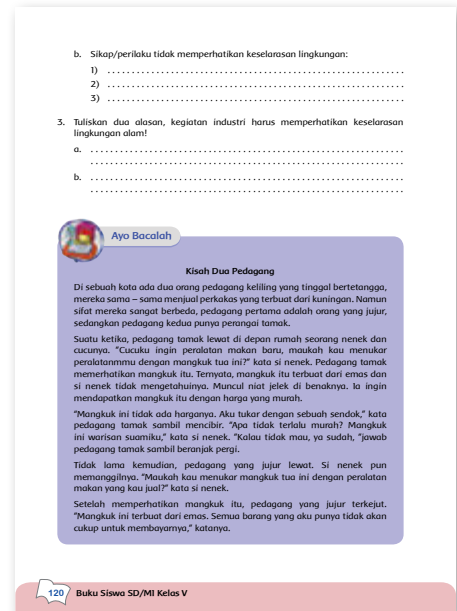 b. Sikap/perilaku tidak memperhatikan keselarasan lingkungan:
1) ........................................................
2) ........................................................
3) ........................................................
3. Tuliskan dua alasan, kegiatan industri harus memperhatikan keselarasan
lingkungan alam!
a. ........................................................
........................................................
b. ........................................................
........................................................
Ayo Bacalah
Kisah Dua Pedagang
Di sebuah kota ada dua orang pedagang keliling yang tinggal bertetangga,
mereka sama – sama menjual perkakas yang terbuat dari kuningan. Namun
sifat mereka sangat berbeda, pedagang pertama adalah orang yang jujur,
sedangkan pedagang kedua punya perangai tamak.
Suatu ketika, pedagang tamak lewat di depan rumah seorang nenek dan
cucunya. "Cucuku ingin peralatan makan baru, maukah kau menukar
peralatanmmu dengan mangkuk tua ini?" kata si nenek. Pedagang tamak
memerhatikan mangkuk itu. Ternyata, mangkuk itu terbuat dari emas dan
si nenek tidak mengetahuinya. Muncul niat jelek di benaknya. Ia ingin
mendapatkan mangkuk itu dengan harga yang murah.
"Mangkuk ini tidak ada harganya. Aku tukar dengan sebuah sendok," kata
pedagang tamak sambil mencibir. "Apa tidak terlalu murah? Mangkuk
ini warisan suamiku," kata si nenek. "Kalau tidak mau, ya sudah, "jawab
pedagang tamak sambil beranjak pergi.
Tidak lama kemudian, pedagang yang jujur lewat. Si nenek pun
memanggilnya. "Maukah kau menukar mangkuk tua ini dengan peralatan
makan yang kau jual?" kata si nenek.
Setelah memperhatikan mangkuk itu, pedagang yang jujur terkejut.
"Mangkuk ini terbuat dari emas. Semua barang yang aku punya tidak akan
cukup untuk membayarnya," katanya.
120 Buku Siswa SD/MI Kelas V